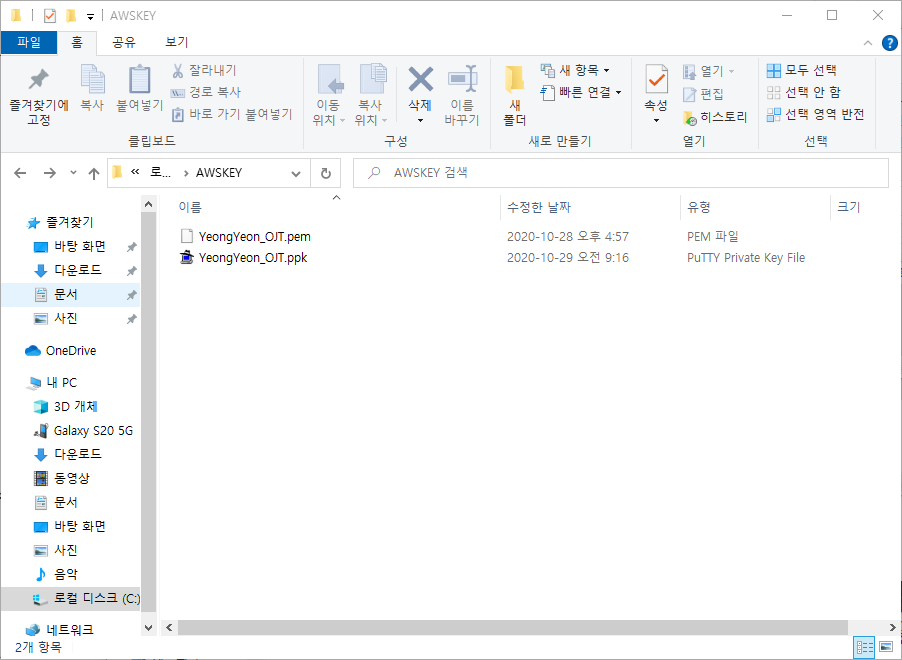 AWSKEY
파일 홈 공유 보기
즐겨찾기에 고정
복사
붙여넣기
잘라내기
경로 복사
바로 가기 붙여넣기
클립보드
이동 위치
복사 위치
삭제
이름 바꾸기
구성
새 폴더
새 항목
빠른 연결
새로 만들기
속성
열기
편집
히스토리
열기
모두 선택
선택 안 함
선택 영역 반전
선택
« 로... › AWSKEY
AWSKEY 검색
이름 수정한 날짜 유형 크기
YeongYeon_OJT.pem 2020-10-28 오후 4:57 PEM 파일
YeongYeon_OJT.ppk 2020-10-29 오전 9:16 PuTTY Private Key File
즐겨찾기
바탕 화면
다운로드
문서
사진
OneDrive
내 PC
3D 개체
Galaxy S20 5G
다운로드
동영상
문서
바탕 화면
사진
음악
로컬 디스크 (C:)
네트워크
2개 항목